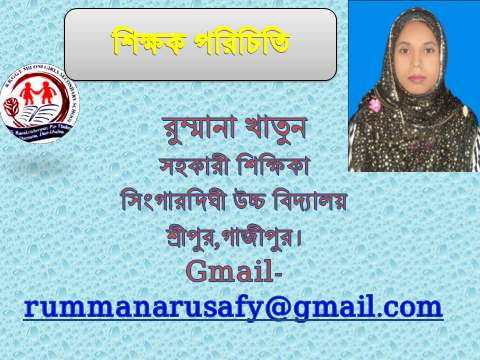 শিক্ষক পরিচিতি
রুম্মানা খাতুন
সহকারী শিক্ষিকা
সিংগারদিঘী উচ্চ বিদ্যালয়
শ্রীপুর,গাজীপুর।
Gmail-
rummanarusafy@gmail.com